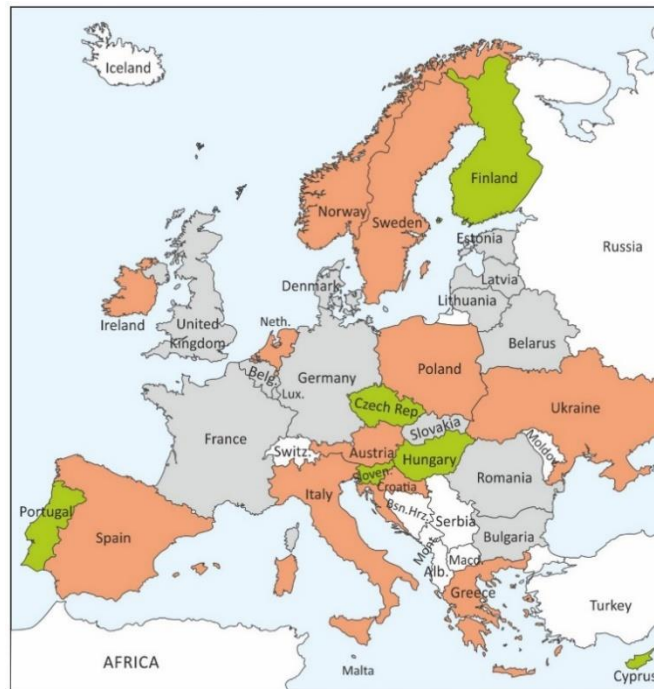 Iceland
Finland
Norway
Sweden
Russia
Estonia
Latvia
Lithuania
Denmark
Ireland
United
Kingdom
Neth.
Belarus
Poland
Belg.
Germany
Lux.
Czech Rep.
Ukraine
Slovakia
France
Switz.
Austria
Hungary
Moldov.
Sloven.
Croatia
Romania
Italy
Bsn.Hrz.
Serbia
Portugal
Spain
Mont.
Bulgaria
Maco.
Alb.
Greece
Turkey
AFRICA
Malta
Cyprus